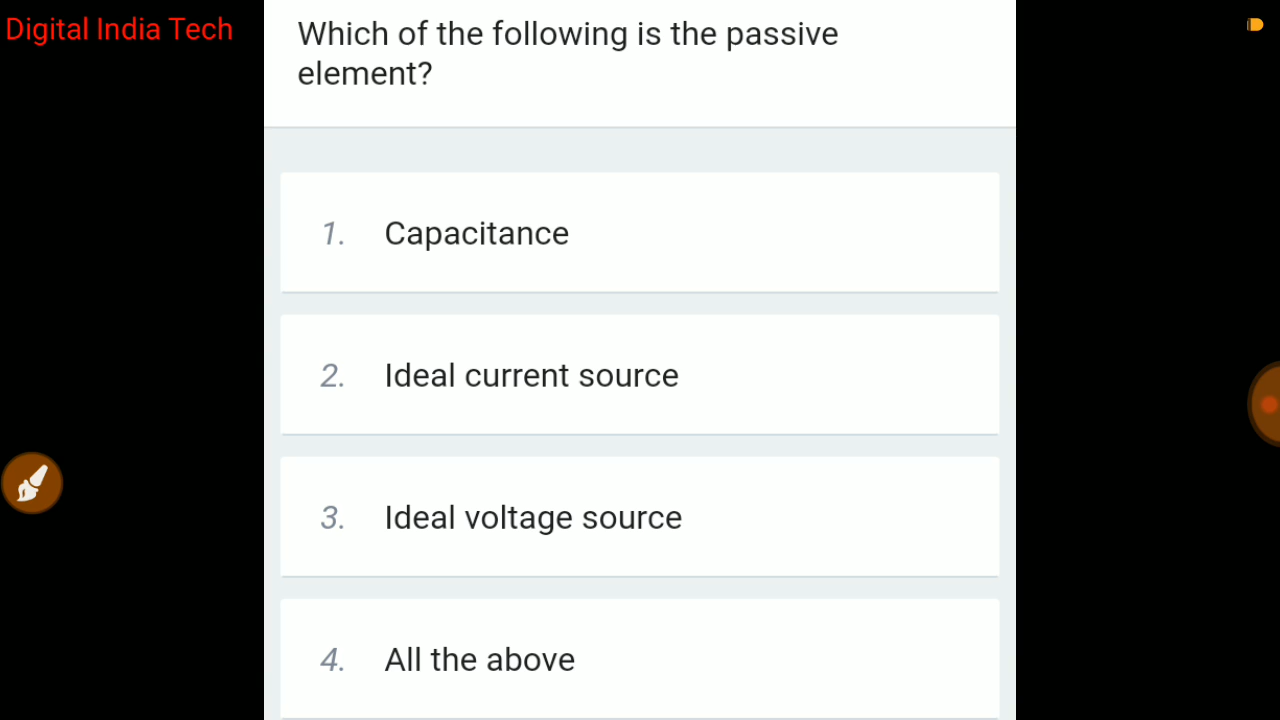 Digital India Tech
Which of the following is the passive
element?
1. Capacitance
2. Ideal current source
3. Ideal voltage source
4. All the above